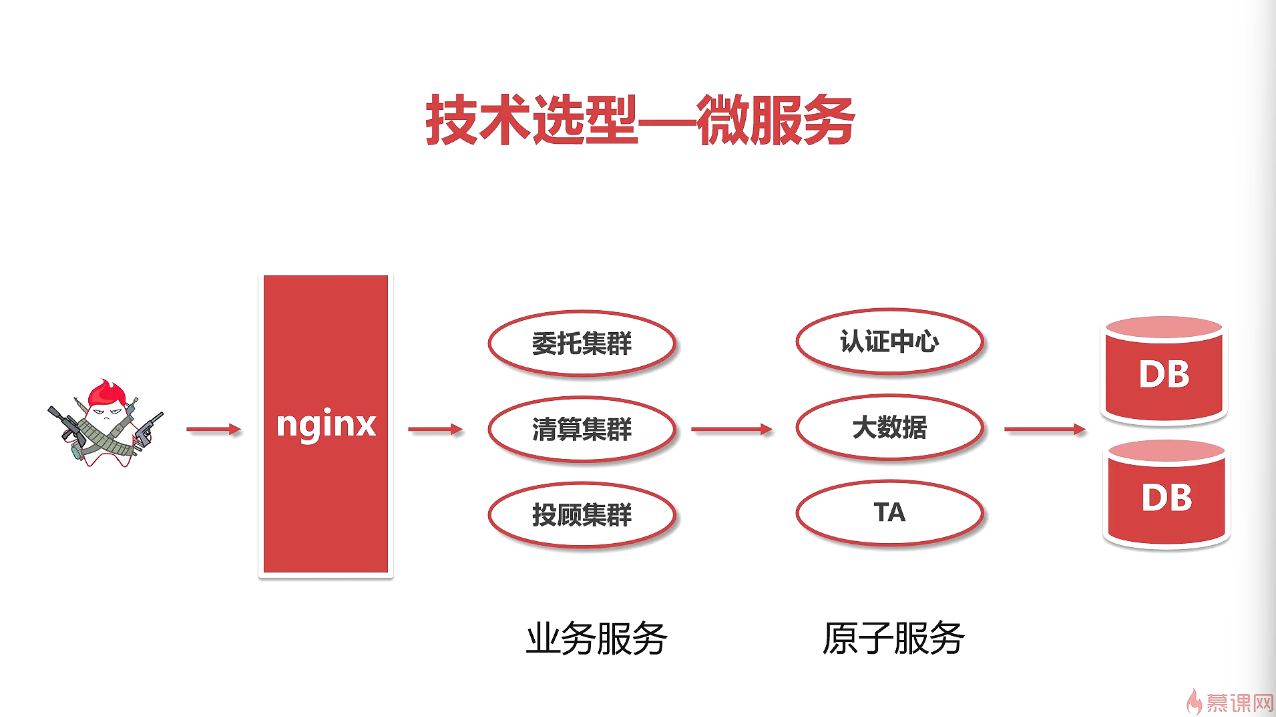 技术选型—微服务
nginx
委托集群
清算集群
投顾集群
认证中心
大数据
TA
DB
DB
业务服务
原子服务
慕课网